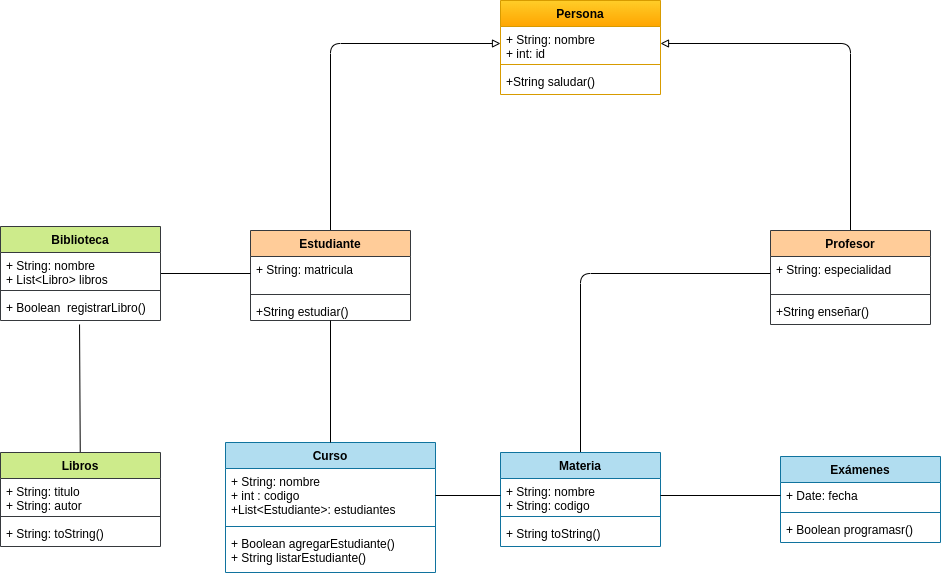 Persona
+ String: nombre
+ int: id
+String saludar()
Biblioteca
+ String: nombre
+ List<Libro> libros
+ Boolean  registrarLibro()
Estudiante
+ String: matricula
+String estudiar()
Profesor
+ String: especialidad
+String enseñar()
Libros
+ String: titulo
+ String: autor
+ String: toString()
Curso
+ String: nombre
+ int : codigo
+List<Estudiante>: estudiantes
+ Boolean agregarEstudiante()
+ String listarEstudiante()
Materia
+ String: nombre
+ String: codigo
+ String toString()
Exámenes
+ Date: fecha
+ Boolean programasr()